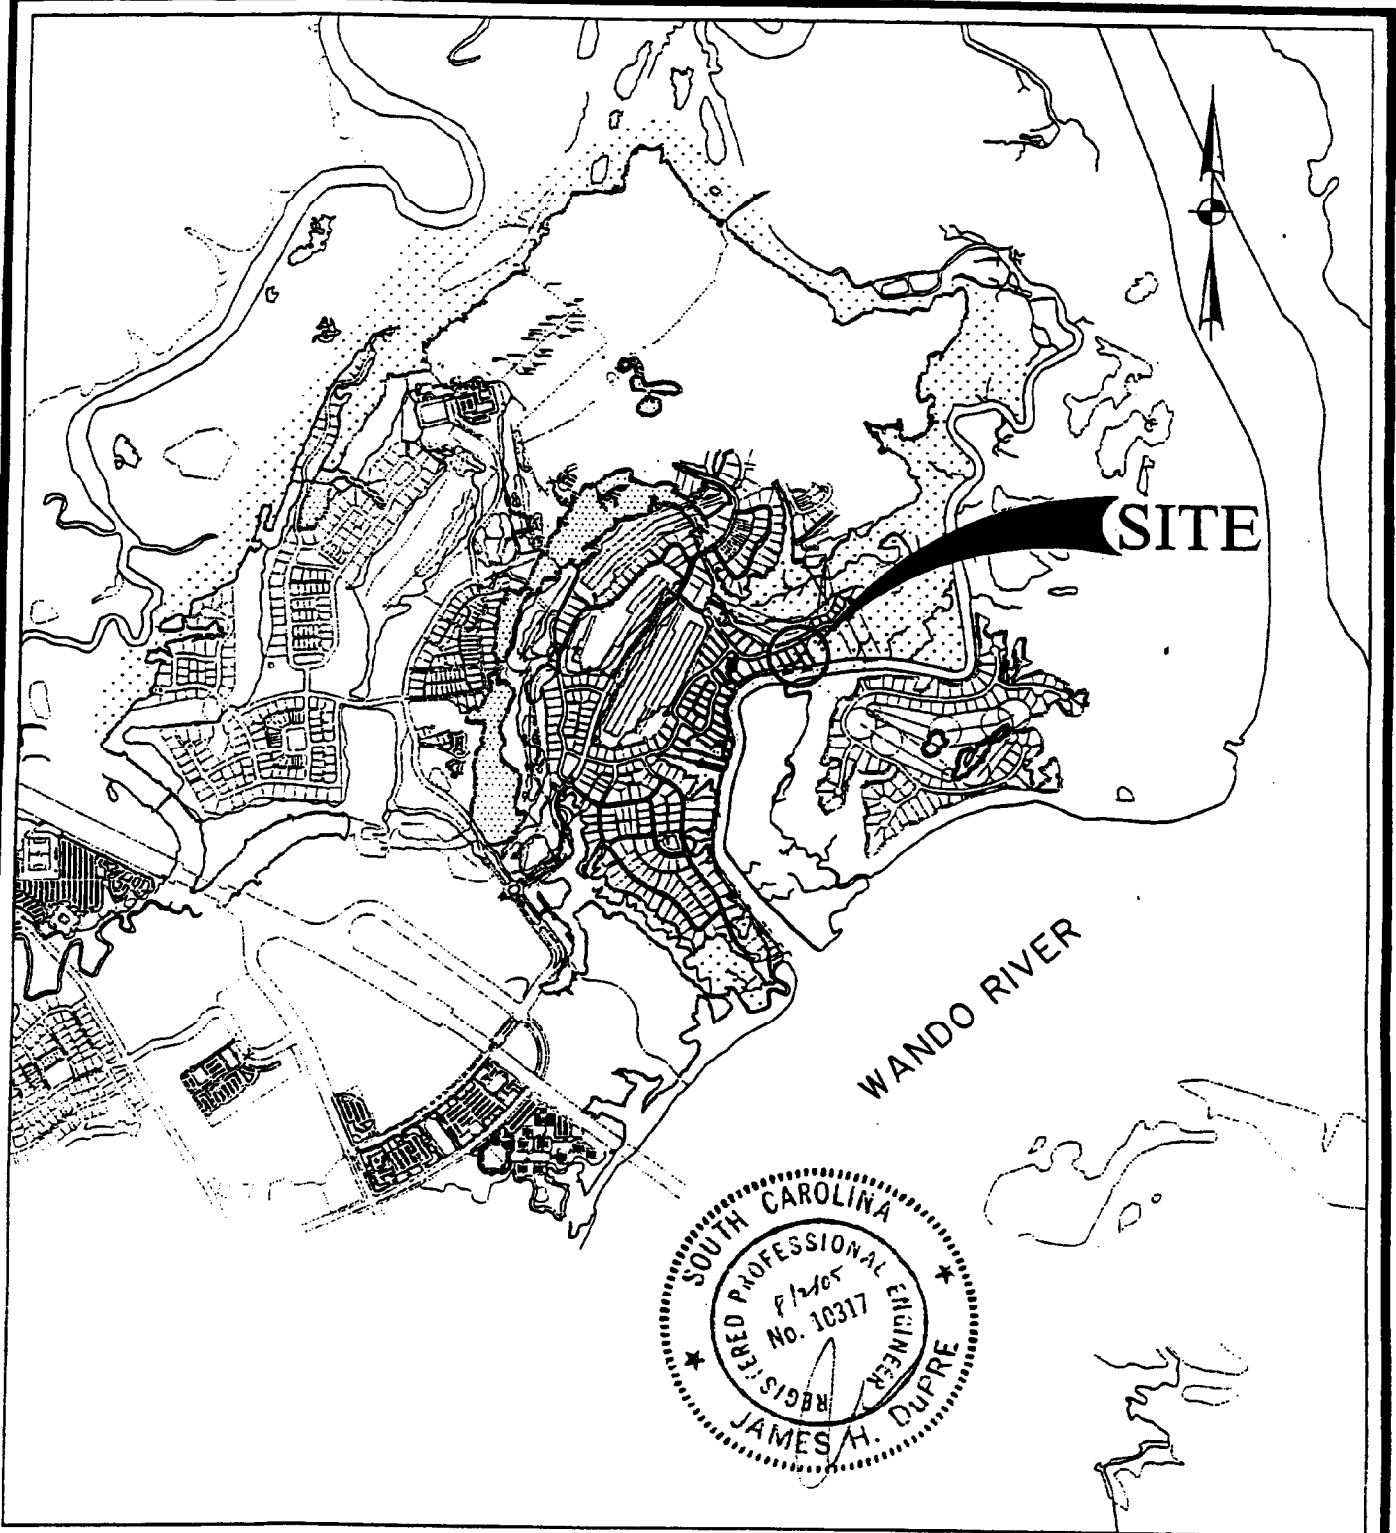 SITE
WANDO RIVER
SOUTH CAROLINA
REGISTERED PROFESSIONAL ENGINEER
No. 10317
JAMES H. DuPRE